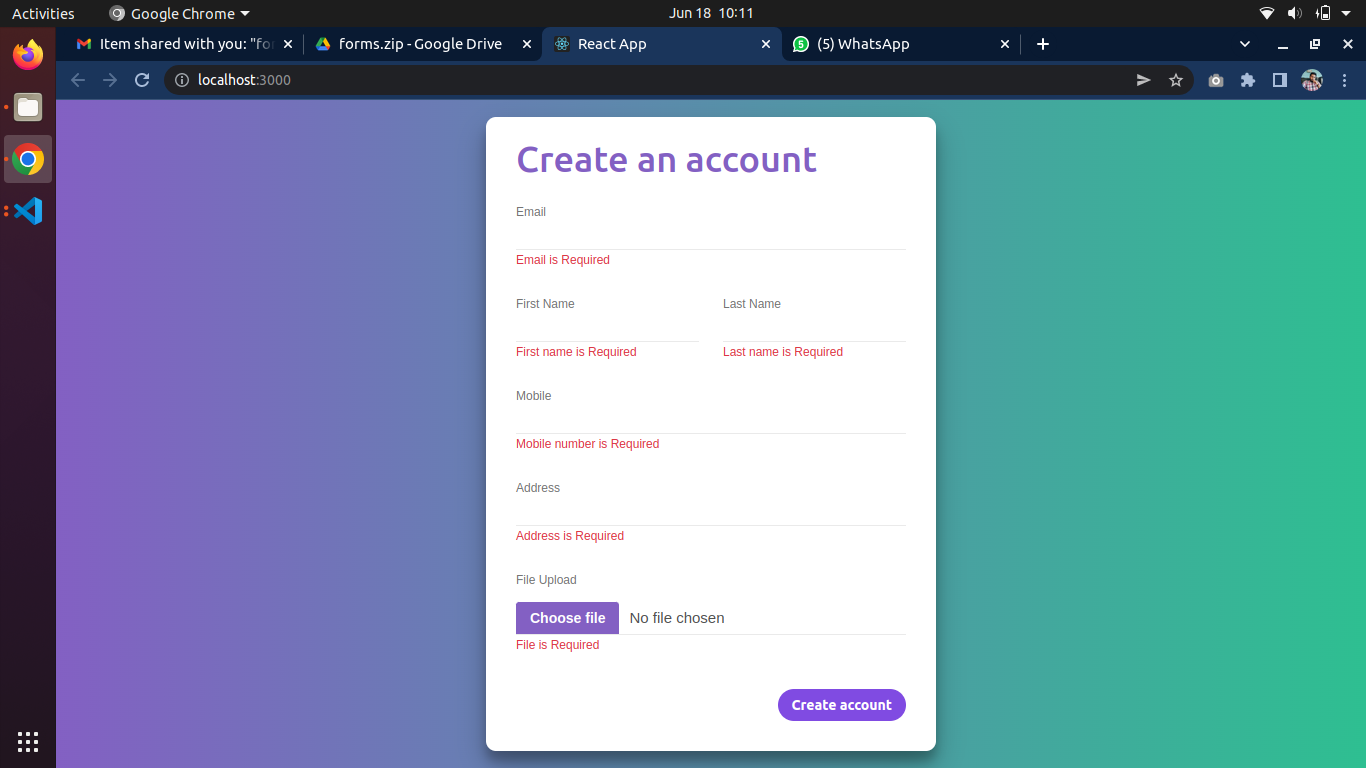 Activities Google Chrome Jun 18 10:11
Item shared with you: "for forms.zip - Google Drive React App (5) WhatsApp
localhost:3000
Create an account
Email
Email is Required
First Name Last Name
First name is Required Last name is Required
Mobile
Mobile number is Required
Address
Address is Required
File Upload
Choose file No file chosen
File is Required
Create account